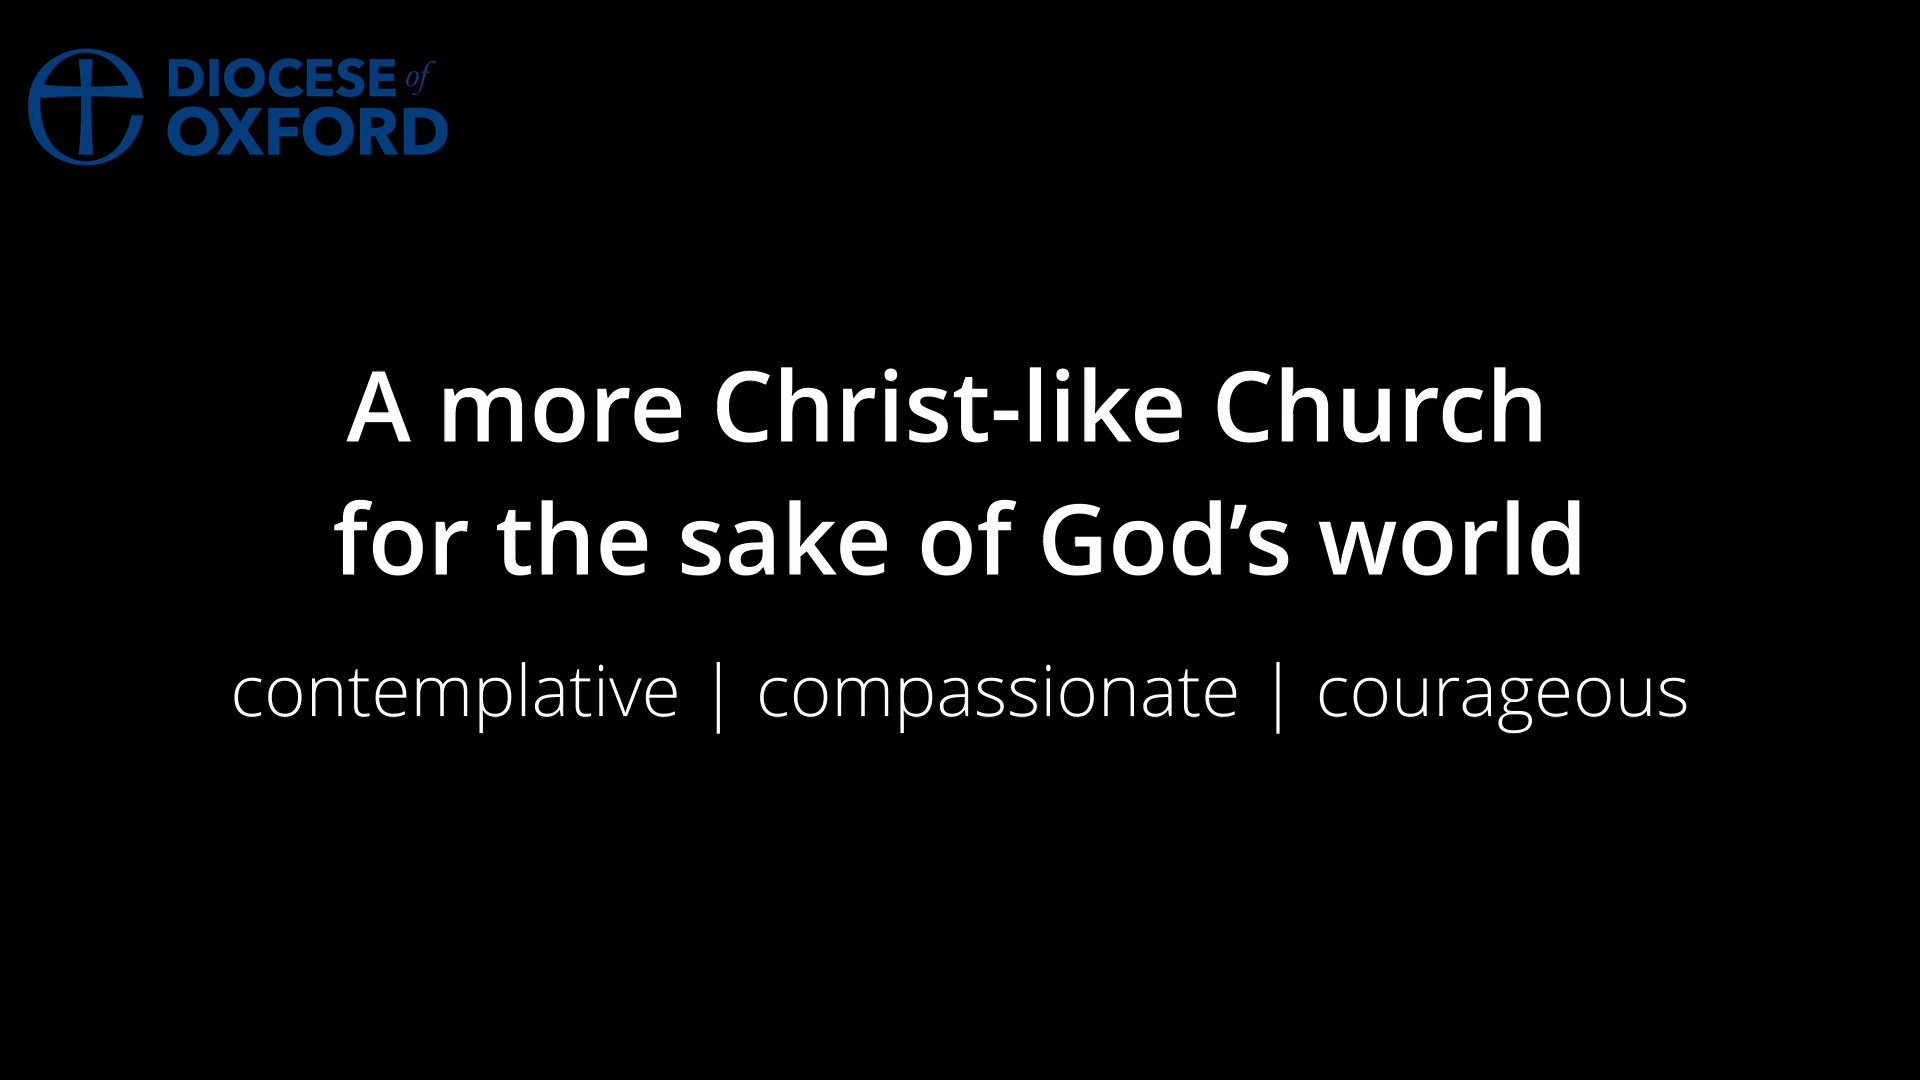 DIOCESE of
OXFORD
A more Christ-like Church
for the sake of God’s world
contemplative | compassionate | courageous